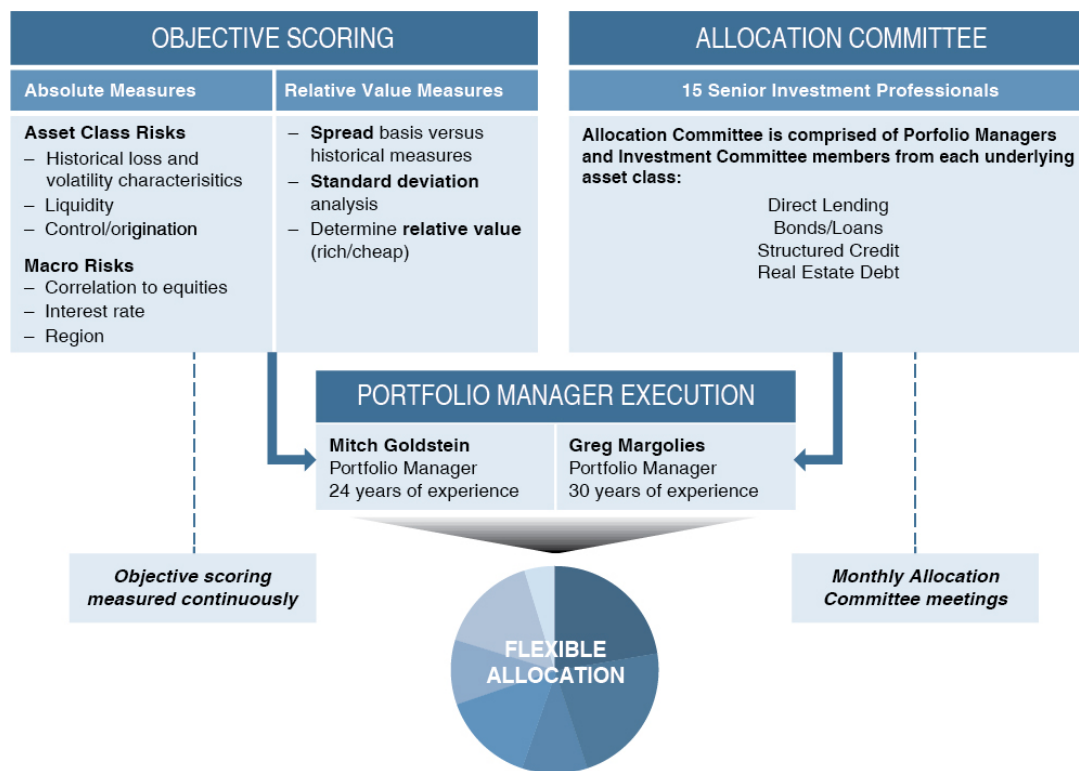 OBJECTIVE SCORING
Absolute Measures
Asset Class Risks
– Historical loss and
volatility characterisitics
– Liquidity
– Control/origination
Macro Risks
– Correlation to equities
– Interest rate
– Region
Relative Value Measures
– Spread basis versus
historical measures
– Standard deviation
analysis
– Determine relative value
(rich/cheap)
ALLOCATION COMMITTEE
15 Senior Investment Professionals
Allocation Committee is comprised of Porfolio Managers
and Investment Committee members from each underlying
asset class:
Direct Lending
Bonds/Loans
Structured Credit
Real Estate Debt
PORTFOLIO MANAGER EXECUTION
Mitch Goldstein
Portfolio Manager
24 years of experience
Greg Margolies
Portfolio Manager
30 years of experience
Objective scoring
measured continuously
Monthly Allocation
Committee meetings
FLEXIBLE
ALLOCATION